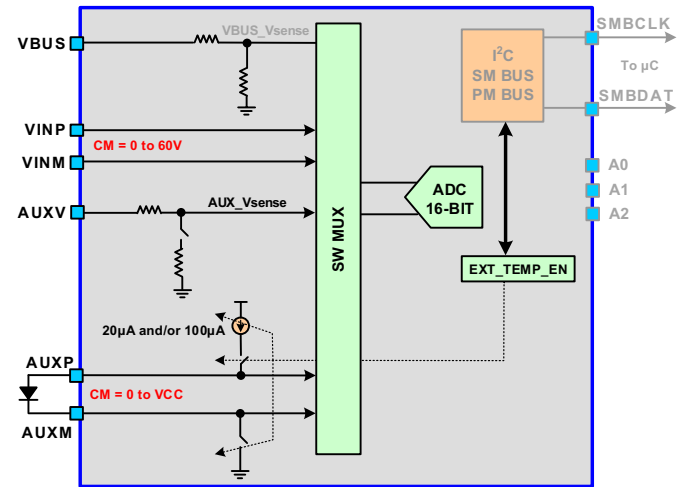 VBUS
VBUS_Vsense
I²C
SM BUS
PM BUS
SMBCLK
To µC
SMBDAT
VINP
CM = 0 to 60V
VINM
AUXV
AUX_Vsense
SW MUX
ADC
16-BIT
A0
A1
A2
EXT_TEMP_EN
20µA and/or 100µA
AUXP
CM = 0 to VCC
AUXM